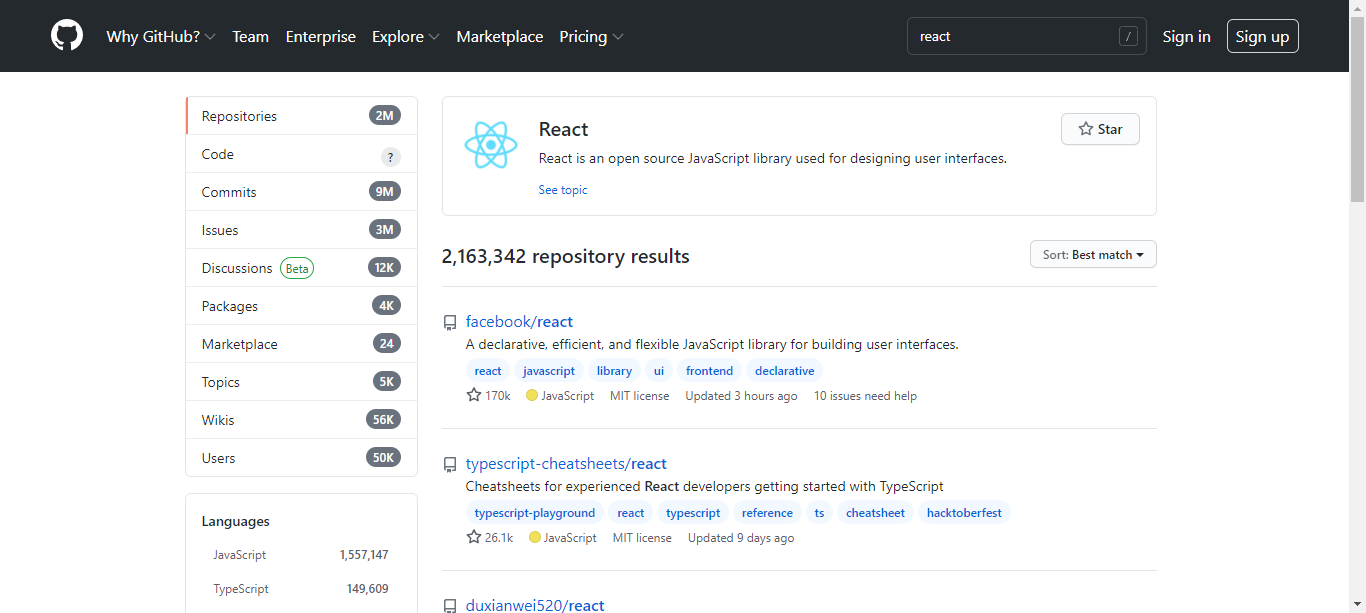 Why GitHub? Team Enterprise Explore Marketplace Pricing react / Sign in Sign up
Repositories 2M
Code ?
Commits 9M
Issues 3M
Discussions Beta 12K
Packages 4K
Marketplace 24
Topics 5K
Wikis 56K
Users 50K
Languages
JavaScript 1,557,147
TypeScript 149,609
React
Star
React is an open source JavaScript library used for designing user interfaces.
See topic
2,163,342 repository results
Sort: Best match
facebook/react
A declarative, efficient, and flexible JavaScript library for building user interfaces.
react javascript library ui frontend declarative
170k JavaScript MIT license Updated 3 hours ago 10 issues need help
typescript-cheatsheets/react
Cheatsheets for experienced React developers getting started with TypeScript
typescript-playground react typescript reference ts cheatsheet hacktoberfest
26.1k JavaScript MIT license Updated 9 days ago
duxianwei520/react